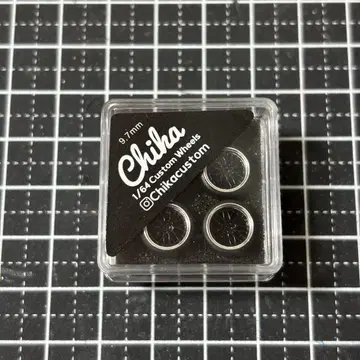 9.7mm
Chika
1/64 Custom Wheels
@Chikacustom